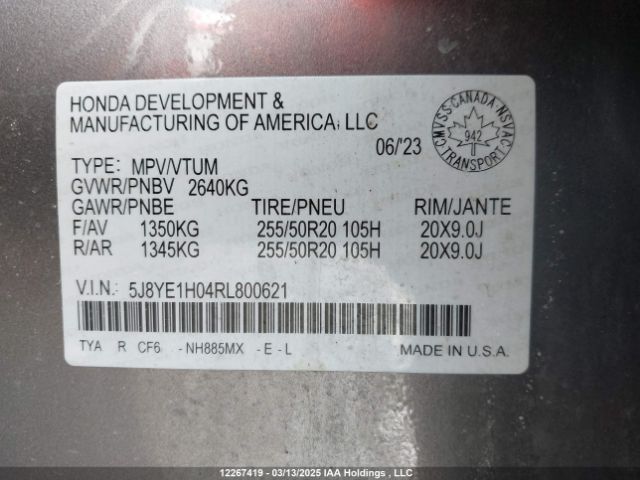 HONDA DEVELOPMENT &
MANUFACTURING OF AMERICA, LLC
06/'23
CMVSS·CANADA·NSVAC
942
TRANSPORT
TYPE: MPV/VTUM
GVWR/PNBV 2640KG
GAWR/PNBE TIRE/PNEU RIM/JANTE
F/AV 1350KG 255/50R20 105H 20X9.0J
R/AR 1345KG 255/50R20 105H 20X9.0J
V.I.N.: 5J8YE1H04RL800621
TYA R CF6 -NH885MX -E-L MADE IN U.S.A.
12267419 - 03/13/2025 IAA Holdings , LLC